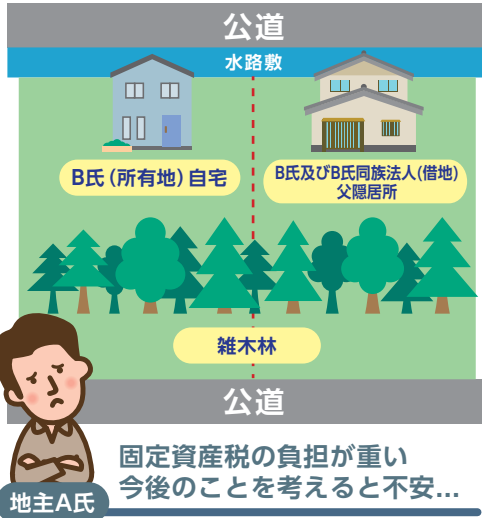 公道
水路敷
B氏(所有地)自宅
B氏及びB氏同族法人(借地)
父隠居所
雑木林
公道
固定資産税の負担が重い
今後のことを考えると不安...
地主A氏